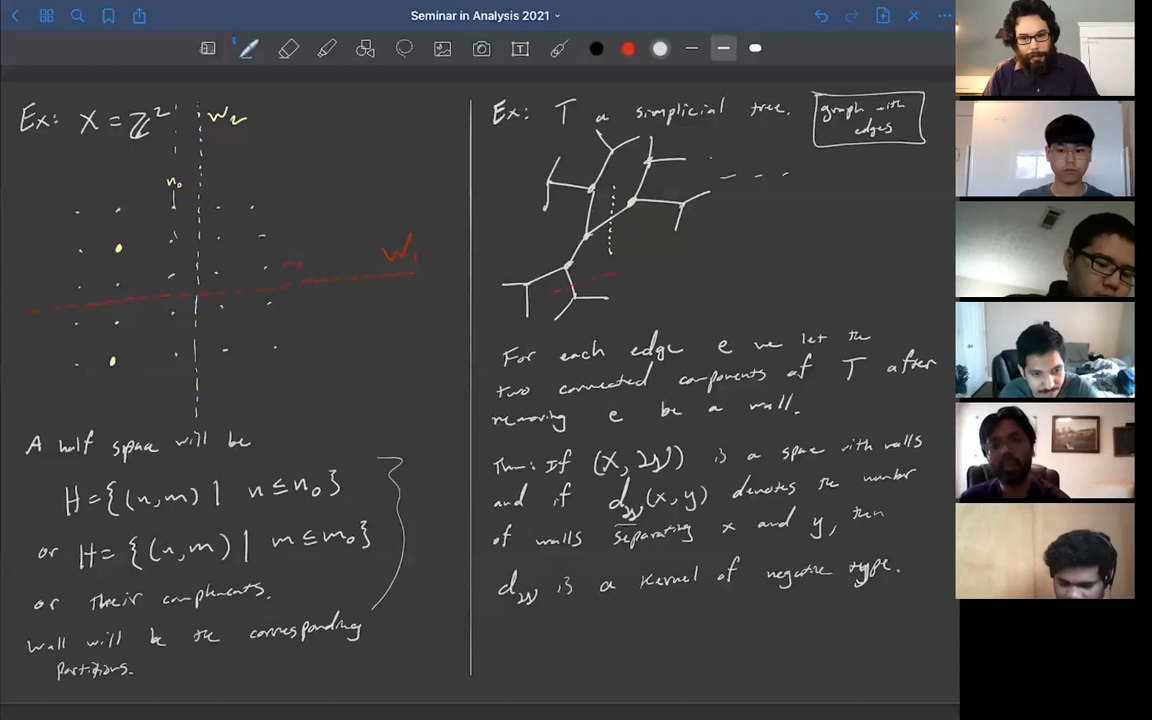 Seminar in Analysis 2021
Ex: X = ℤ²
W₂
n₀
W₁
A half space will be
H = {(n,m) | n ≤ n₀}
or H = {(n,m) | m ≤ m₀}
or their complements.
Wall will be the corresponding
partitions.
Ex: T a simplicial tree.
graph with
edges
For each edge e we let the
two connected components of T after
removing e be a wall.
Thm: If (X, 𝒲) is a space with walls
and if d_𝒲(x,y) denotes the number
of walls separating x and y, then
d_𝒲 is a kernel of negative type.